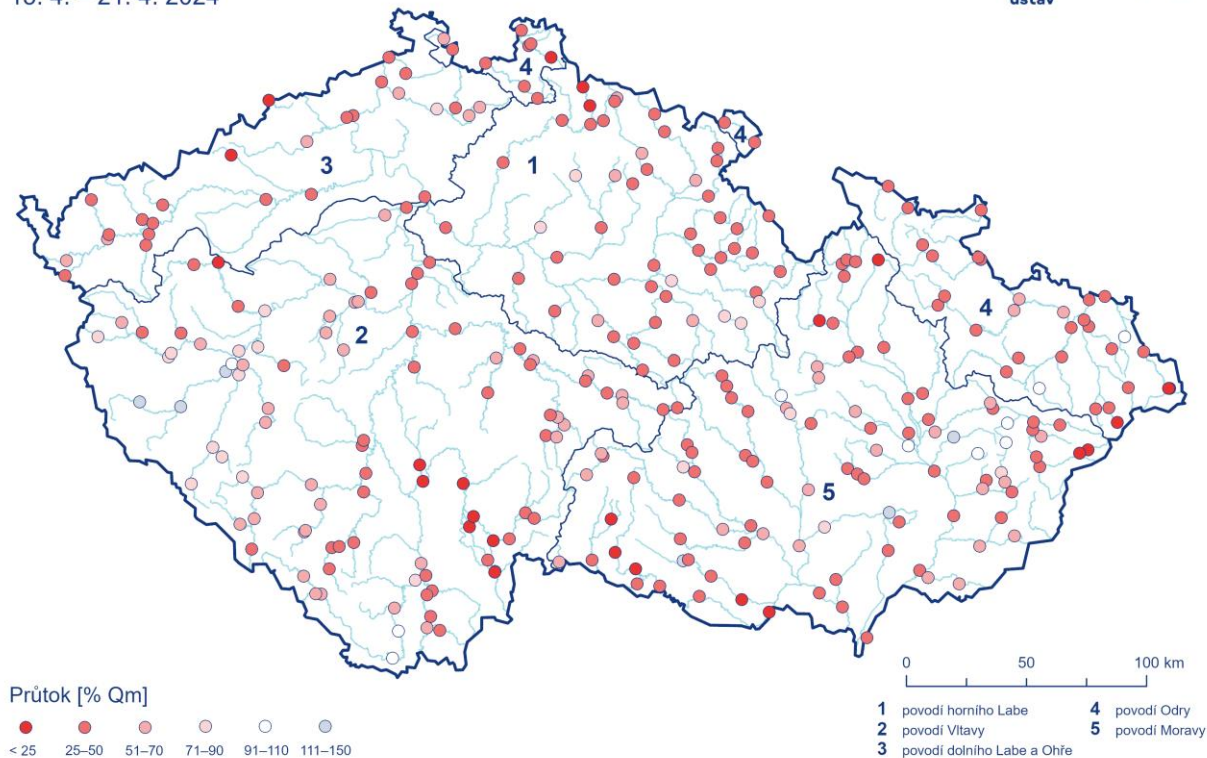 ústav
4
4
1
3
2
4
5
0 50 100 km
Průtok [% Qm]
< 25 25–50 51–70 71–90 91–110 111–150
1 povodí horního Labe
2 povodí Vltavy
3 povodí dolního Labe a Ohře
4 povodí Odry
5 povodí Moravy